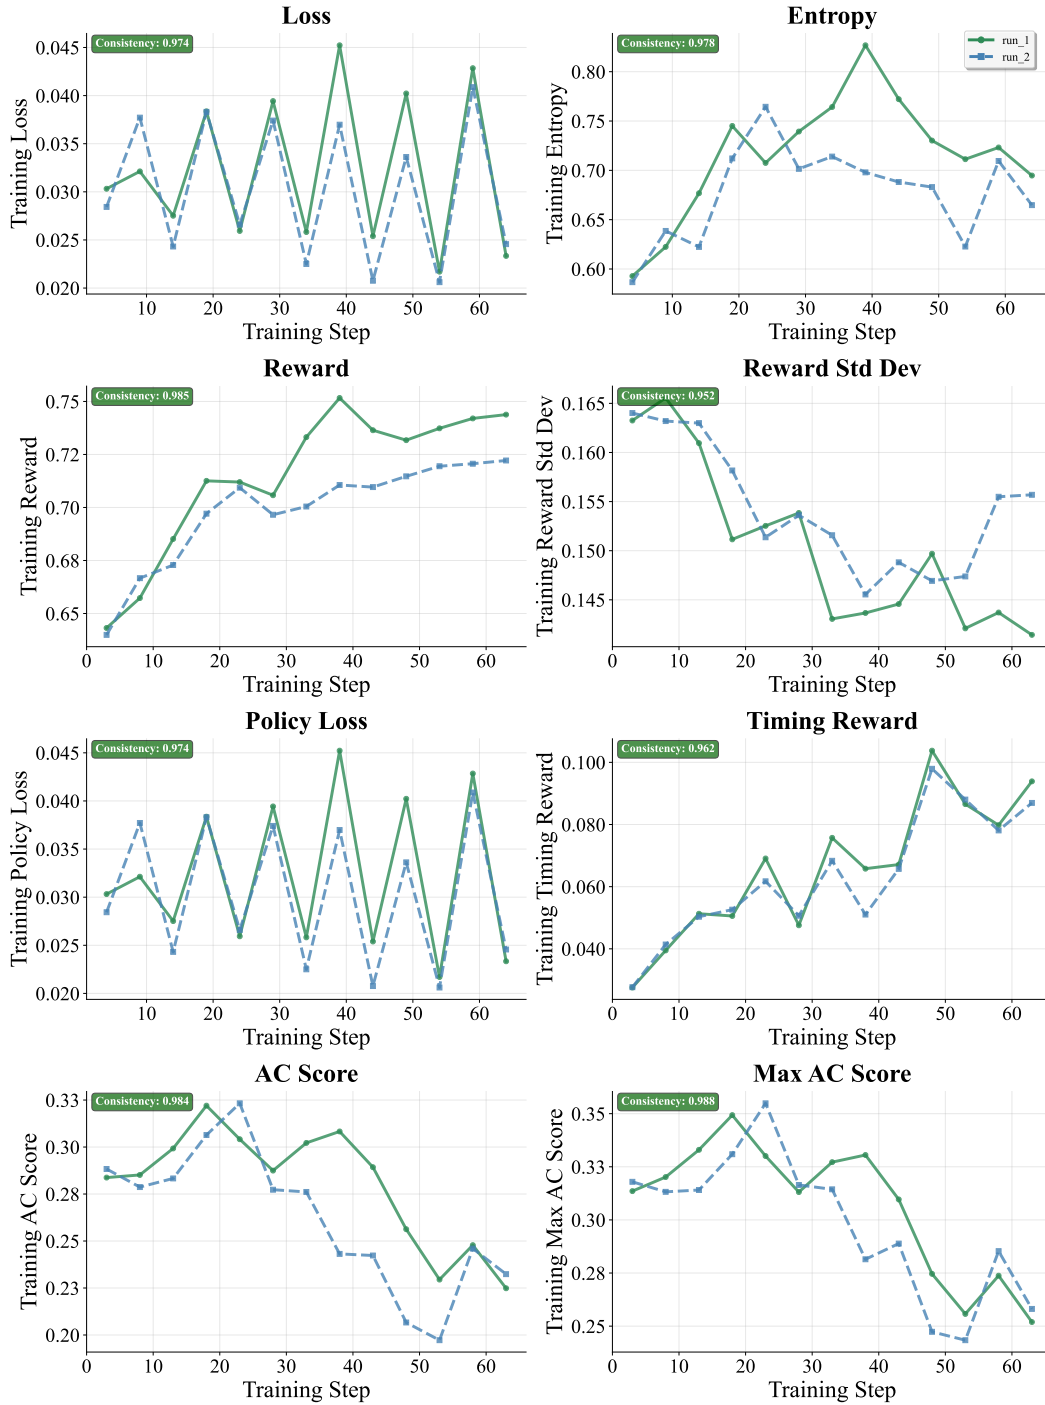 Loss
Consistency: 0.974
0.045
0.040
0.035
0.030
0.025
0.020
Training Loss
10 20 30 40 50 60
Training Step
Entropy
Consistency: 0.978
run_1
run_2
0.80
0.75
0.70
0.65
0.60
Training Entropy
10 20 30 40 50 60
Training Step
Reward
Consistency: 0.985
0.75
0.72
0.70
0.68
0.65
Training Reward
0 10 20 30 40 50 60
Training Step
Reward Std Dev
Consistency: 0.952
0.165
0.160
0.155
0.150
0.145
Training Reward Std Dev
0 10 20 30 40 50 60
Training Step
Policy Loss
Consistency: 0.974
0.045
0.040
0.035
0.030
0.025
0.020
Training Policy Loss
10 20 30 40 50 60
Training Step
Timing Reward
Consistency: 0.962
0.100
0.080
0.060
0.040
Training Timing Reward
0 10 20 30 40 50 60
Training Step
AC Score
Consistency: 0.984
0.33
0.30
0.28
0.25
0.23
0.20
Training AC Score
0 10 20 30 40 50 60
Training Step
Max AC Score
Consistency: 0.988
0.35
0.33
0.30
0.28
0.25
Training Max AC Score
0 10 20 30 40 50 60
Training Step